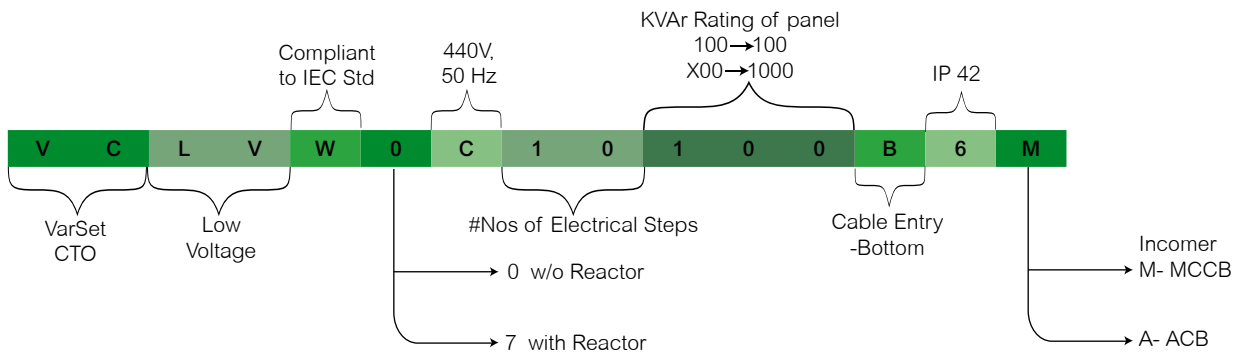 KVAr Rating of panel
100→100
X00→1000
Compliant
to IEC Std
440V,
50 Hz
IP 42
V C L V W 0 C 1 0 1 0 0 B 6 M
VarSet
CTO
Low
Voltage
#Nos of Electrical Steps
Cable Entry
-Bottom
0 w/o Reactor
7 with Reactor
Incomer
M- MCCB
A- ACB